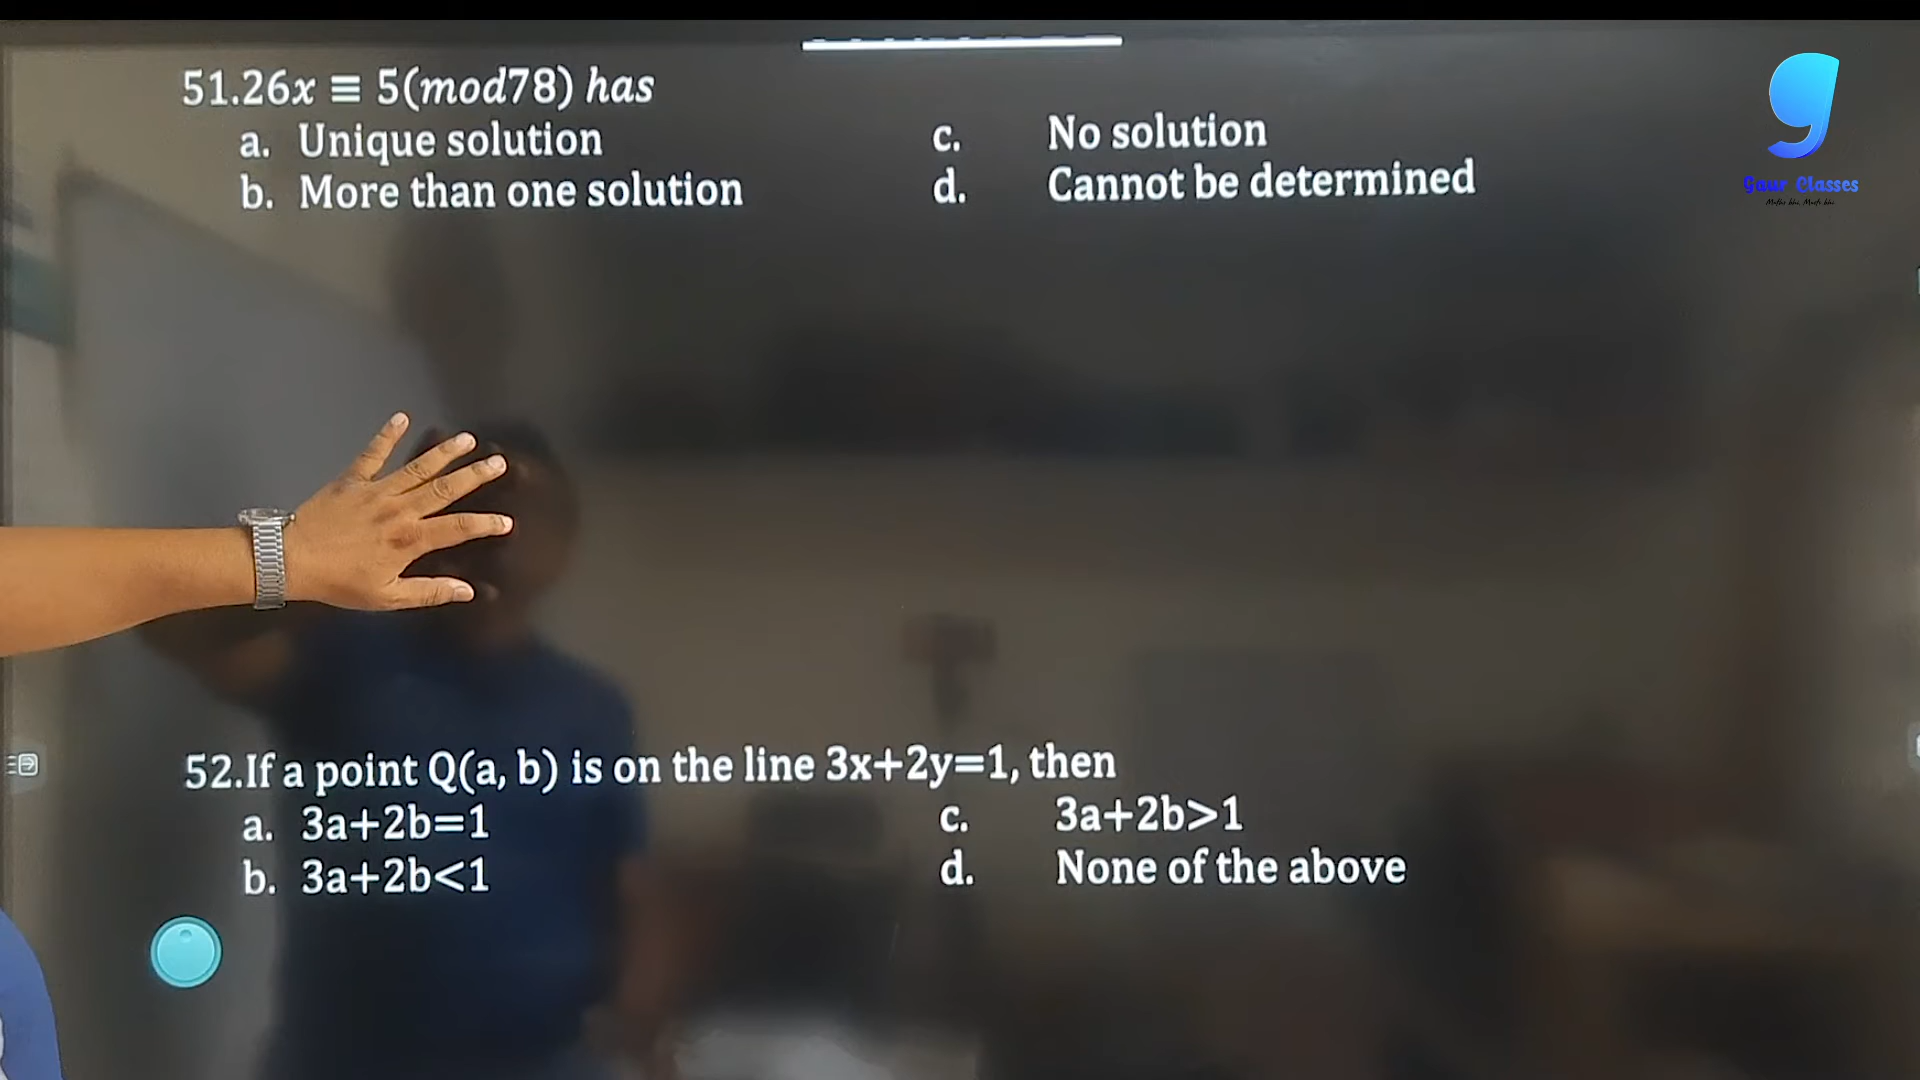 51.26x ≡ 5(mod78) has
a. Unique solution
b. More than one solution
c. No solution
d. Cannot be determined
g
Gaur Classes
52.If a point Q(a, b) is on the line 3x+2y=1, then
a. 3a+2b=1
b. 3a+2b<1
c. 3a+2b>1
d. None of the above